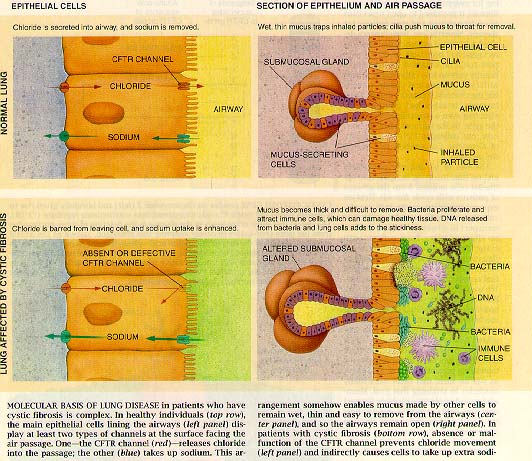 EPITHELIAL CELLS
SECTION OF EPITHELIUM AND AIR PASSAGE
NORMAL LUNG
Chloride is secreted into airway, and sodium is removed.
CFTR CHANNEL
CHLORIDE
AIRWAY
SODIUM
Wet, thin mucus traps inhaled particles; cilia push mucus to throat for removal.
EPITHELIAL CELL
SUBMUCOSAL GLAND
CILIA
MUCUS
AIRWAY
MUCUS-SECRETING
CELLS
INHALED
PARTICLE
LUNG AFFECTED BY CYSTIC FIBROSIS
Chloride is barred from leaving cell, and sodium uptake is enhanced.
ABSENT OR DEFECTIVE
CFTR CHANNEL
CHLORIDE
SODIUM
Mucus becomes thick and difficult to remove. Bacteria proliferate and
attract immune cells, which can damage healthy tissue. DNA released
from bacteria and lung cells adds to the stickiness.
ALTERED SUBMUCOSAL
GLAND
BACTERIA
DNA
BACTERIA
IMMUNE
CELLS
MOLECULAR BASIS OF LUNG DISEASE in patients who have
cystic fibrosis is complex. In healthy individuals (top row),
the main epithelial cells lining the airways (left panel) dis-
play at least two types of channels at the surface facing the
air passage. One—the CFTR channel (red)—releases chloride
into the passage; the other (blue) takes up sodium. This ar-
rangement somehow enables mucus made by other cells to
remain wet, thin and easy to remove from the airways (cen-
ter panel), and so the airways remain open (right panel). In
patients with cystic fibrosis (bottom row), absence or mal-
function of the CFTR channel prevents chloride movement
(left panel) and indirectly causes cells to take up extra sodi-